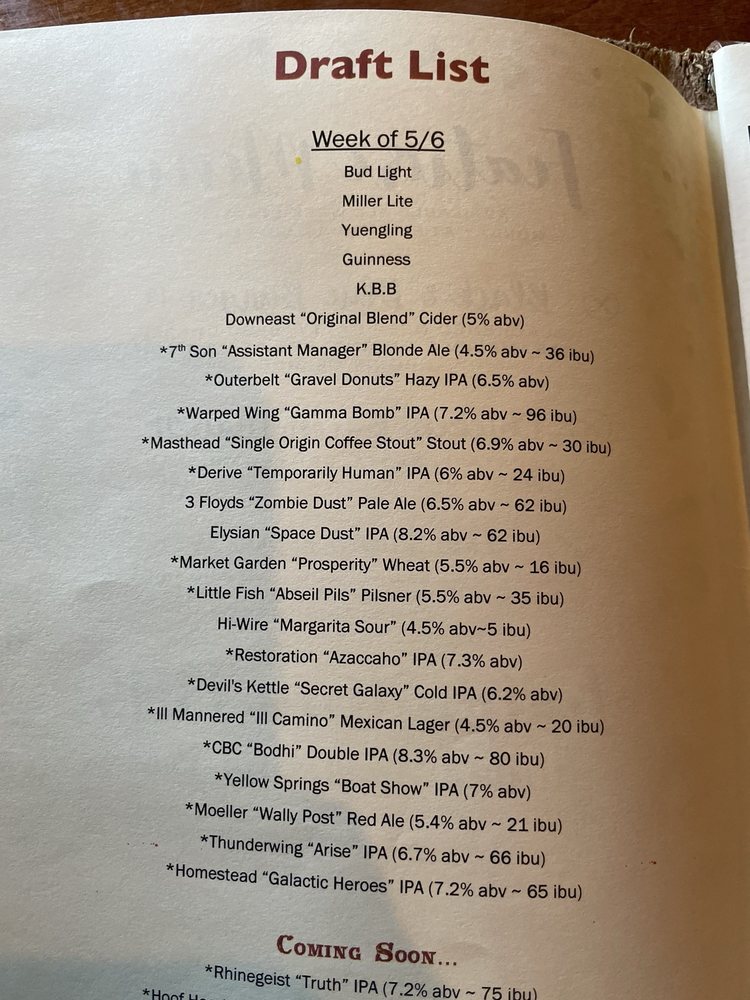 Draft List
Week of 5/6
Bud Light
Miller Lite
Yuengling
Guinness
K.B.B
Downeast “Original Blend” Cider (5% abv)
*7th Son “Assistant Manager” Blonde Ale (4.5% abv ~ 36 ibu)
*Outerbelt “Gravel Donuts” Hazy IPA (6.5% abv)
*Warped Wing “Gamma Bomb” IPA (7.2% abv ~ 96 ibu)
*Masthead “Single Origin Coffee Stout” Stout (6.9% abv ~ 30 ibu)
*Derive “Temporarily Human” IPA (6% abv ~ 24 ibu)
3 Floyds “Zombie Dust” Pale Ale (6.5% abv ~ 62 ibu)
Elysian “Space Dust” IPA (8.2% abv ~ 62 ibu)
*Market Garden “Prosperity” Wheat (5.5% abv ~ 16 ibu)
*Little Fish “Abseil Pils” Pilsner (5.5% abv ~ 35 ibu)
Hi-Wire “Margarita Sour” (4.5% abv~5 ibu)
*Restoration “Azaccaho” IPA (7.3% abv)
*Devil's Kettle “Secret Galaxy” Cold IPA (6.2% abv)
*Ill Mannered “Ill Camino” Mexican Lager (4.5% abv ~ 20 ibu)
*CBC “Bodhi” Double IPA (8.3% abv ~ 80 ibu)
*Yellow Springs “Boat Show” IPA (7% abv)
*Moeller “Wally Post” Red Ale (5.4% abv ~ 21 ibu)
*Thunderwing “Arise” IPA (6.7% abv ~ 66 ibu)
*Homestead “Galactic Heroes” IPA (7.2% abv ~ 65 ibu)
Coming Soon...
*Rhinegeist “Truth” IPA (7.2% abv ~ 75 ibu)
*Hoof